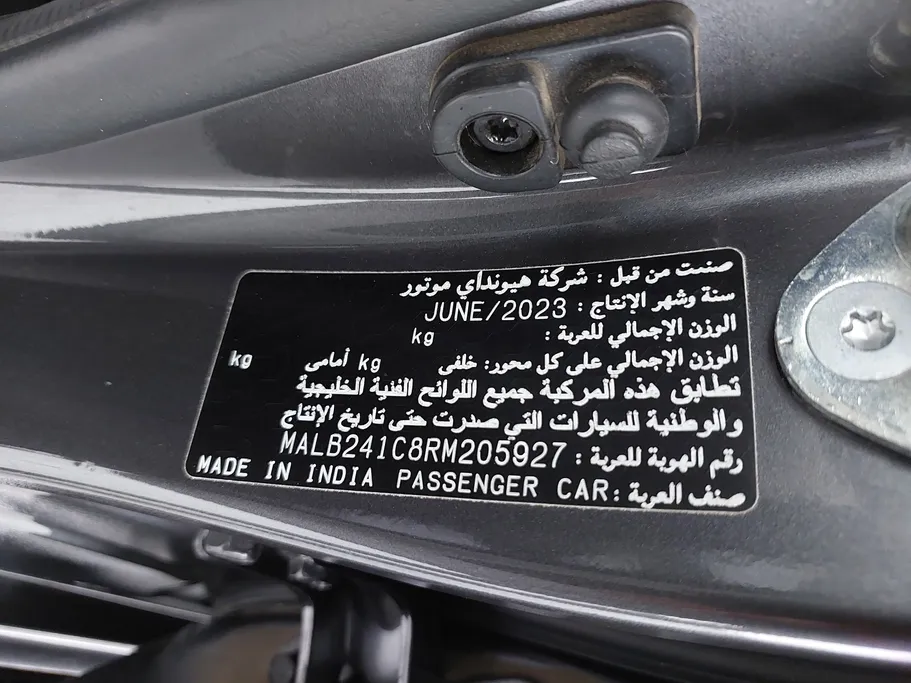 صنعت من قبل : شركة هيونداي موتور
سنة وشهر الإنتاج : JUNE/2023
الوزن الإجمالي للعربة : kg
الوزن الإجمالي على كل محور: خلفى kg أمامى kg
تطابق هذه المركبة جميع اللوائح الفنية الخليجية
والوطنية للسيارات التي صدرت حتى تاريخ الإنتاج
رقم الهوية للعربة : MALB241C8RM205927
صنف العربة : PASSENGER CAR MADE IN INDIA